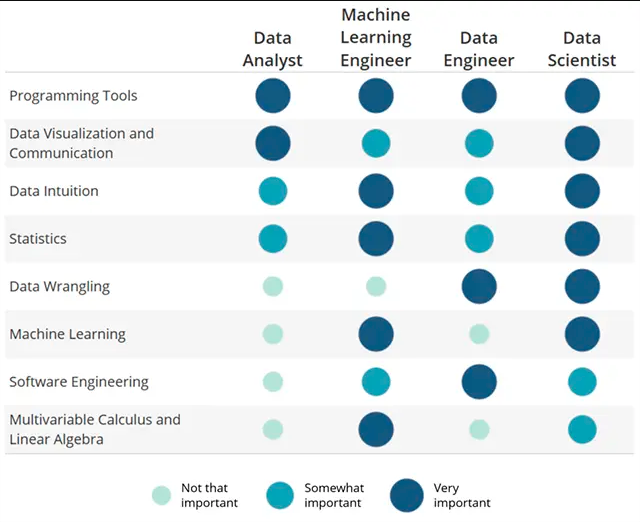 Data Analyst
Machine Learning Engineer
Data Engineer
Data Scientist
Programming Tools
Data Visualization and
Communication
Data Intuition
Statistics
Data Wrangling
Machine Learning
Software Engineering
Multivariable Calculus and
Linear Algebra
Not that
important
Somewhat
important
Very
important